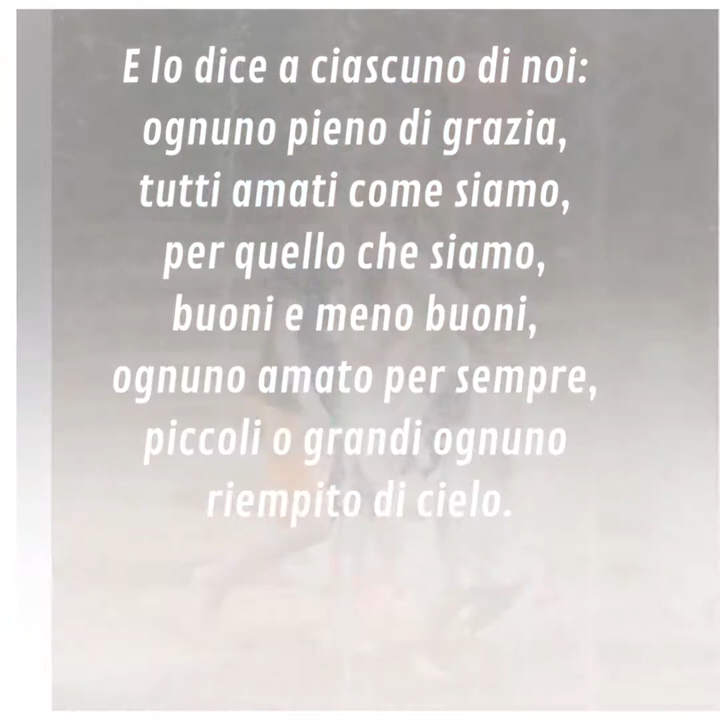 E lo dice a ciascuno di noi:
ognuno pieno di grazia,
tutti amati come siamo,
per quello che siamo,
buoni e meno buoni,
ognuno amato per sempre,
piccoli o grandi ognuno
riempito di cielo.